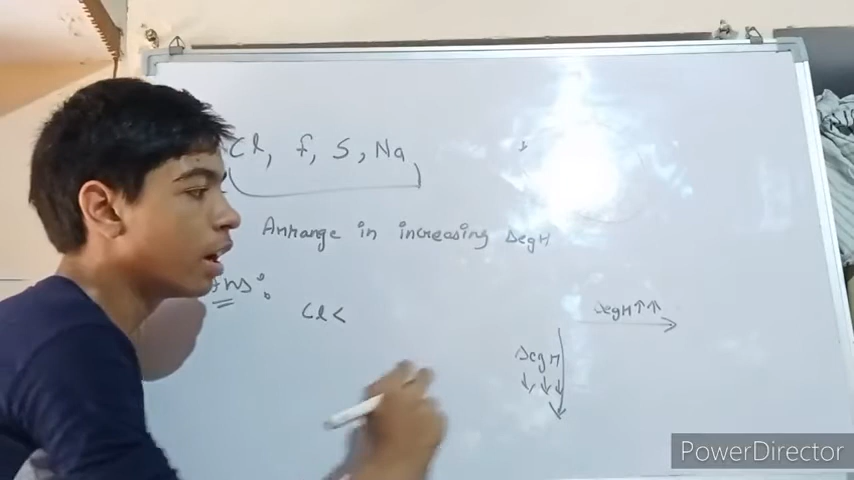 Cl, f, S, Na
Arrange in increasing ΔegH
Ans:
Cl <
ΔegH↑↑
ΔegH
↓↓↓
PowerDirector